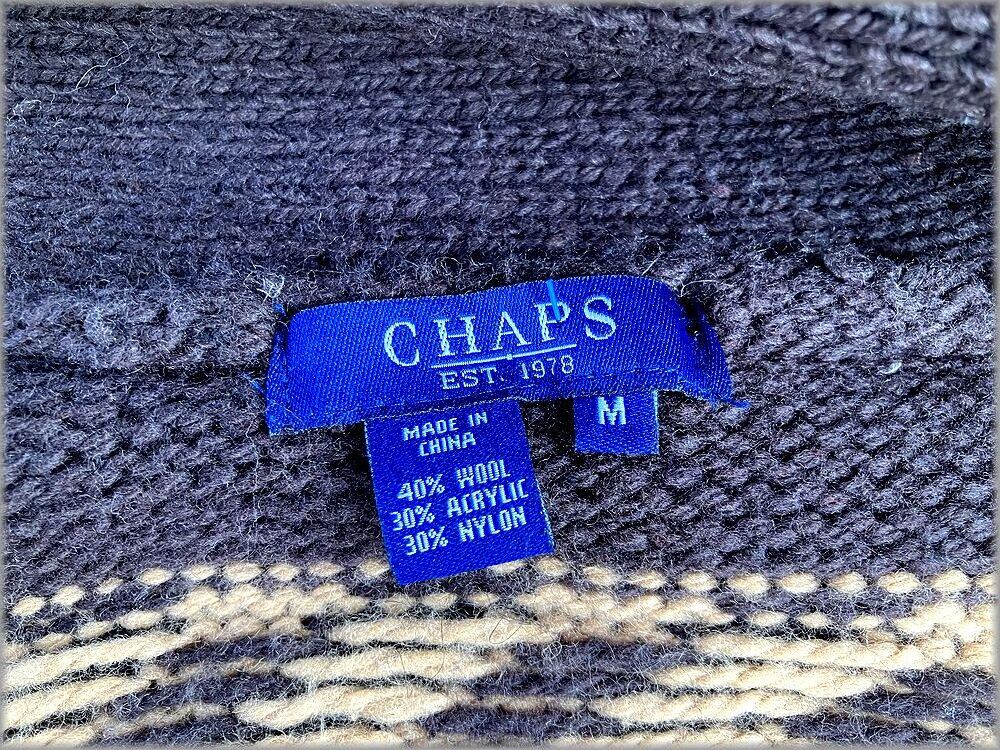 CHAPS
EST. 1978
M
MADE IN
CHINA
40% WOOL
30% ACRYLIC
30% NYLON